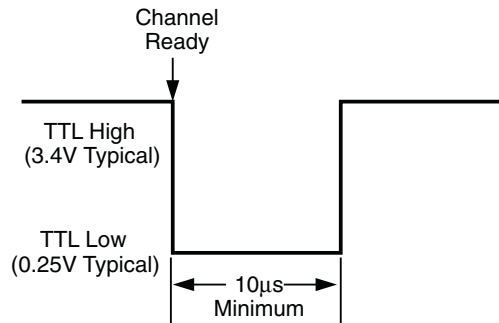 Channel
Ready
TTL High
(3.4V Typical)
TTL Low
(0.25V Typical)
10μs
Minimum